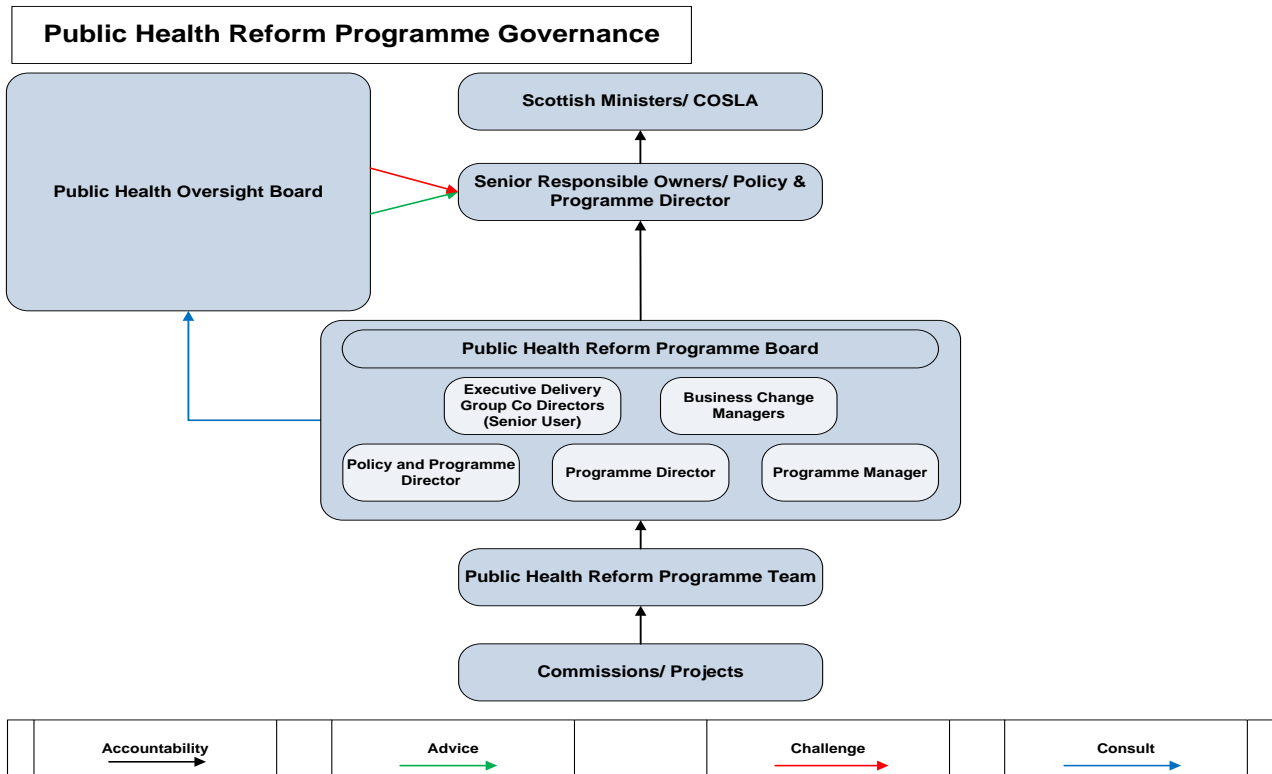 Public Health Reform Programme Governance
Scottish Ministers/ COSLA
Public Health Oversight Board
Senior Responsible Owners/ Policy &
Programme Director
Public Health Reform Programme Board
Executive Delivery
Group Co Directors
(Senior User)
Business Change
Managers
Policy and Programme
Director
Programme Director
Programme Manager
Public Health Reform Programme Team
Commissions/ Projects
Accountability
Advice
Challenge
Consult